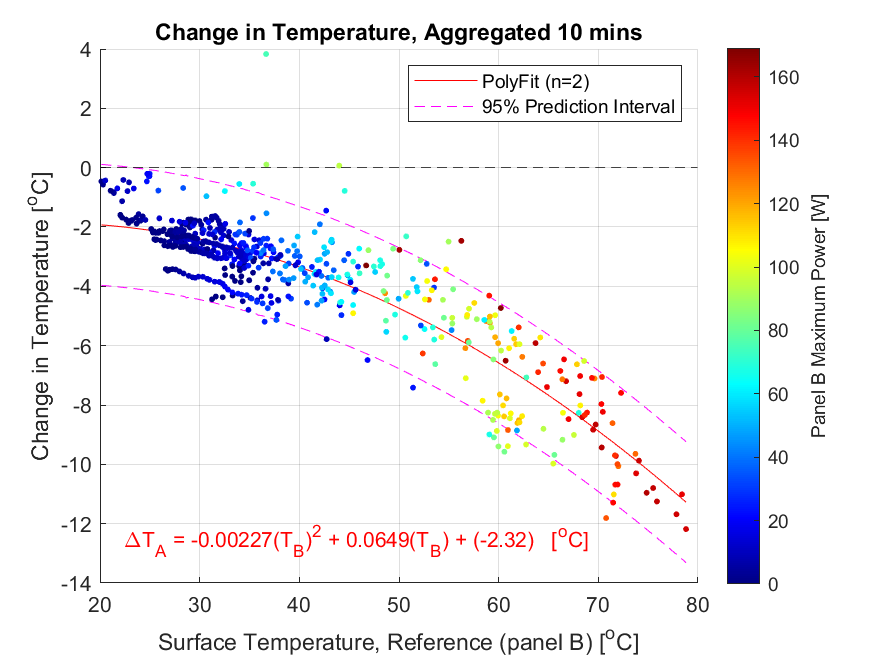 Change in Temperature, Aggregated 10 mins
PolyFit (n=2)
95% Prediction Interval
4
2
0
-2
-4
-6
-8
-10
-12
-14
Change in Temperature [°C]
ΔT_A = -0.00227(T_B)² + 0.0649(T_B) + (-2.32) [°C]
20 30 40 50 60 70 80
Surface Temperature, Reference (panel B) [°C]
160
140
120
100
80
60
40
20
0
Panel B Maximum Power [W]